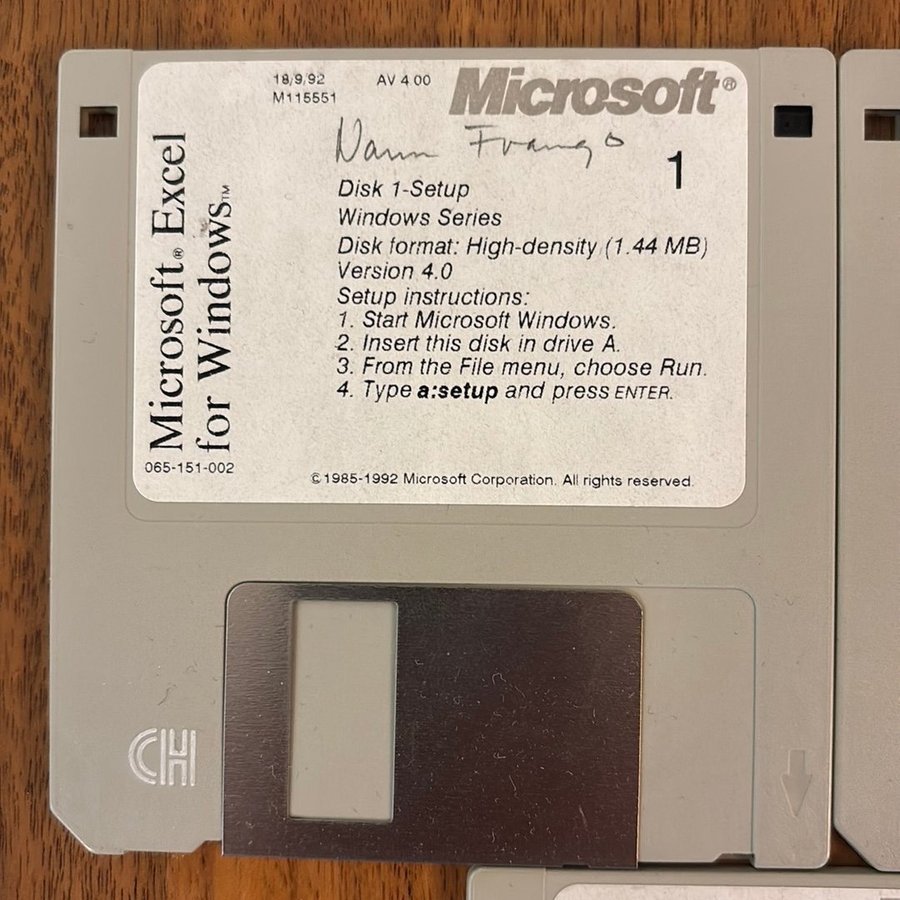 18/9/92 AV 4.00 Microsoft®
M115551
1
Microsoft® Excel
for Windows™
065-151-002
Disk 1-Setup
Windows Series
Disk format: High-density (1.44 MB)
Version 4.0
Setup instructions:
1. Start Microsoft Windows.
2. Insert this disk in drive A.
3. From the File menu, choose Run.
4. Type a:setup and press ENTER.
©1985-1992 Microsoft Corporation. All rights reserved.
CH